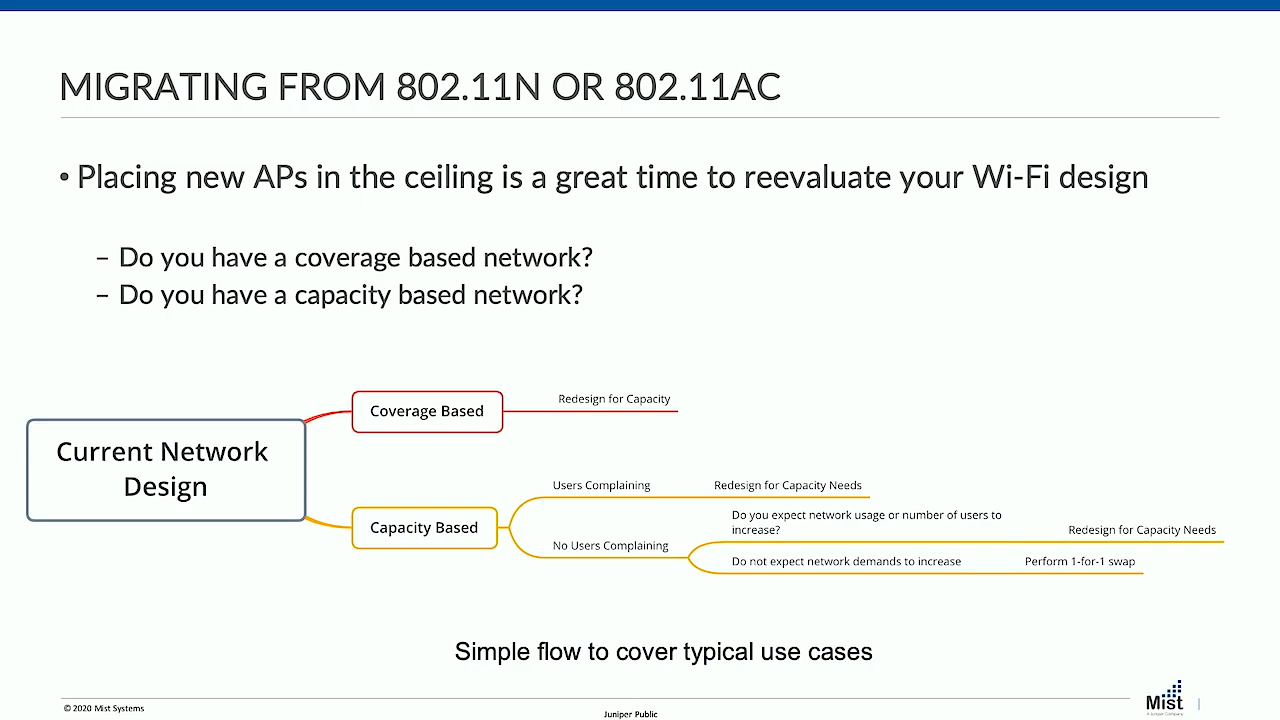 MIGRATING FROM 802.11N OR 802.11AC
• Placing new APs in the ceiling is a great time to reevaluate your Wi-Fi design
– Do you have a coverage based network?
– Do you have a capacity based network?
Current Network
Design
Coverage Based
Redesign for Capacity
Capacity Based
Users Complaining
Redesign for Capacity Needs
No Users Complaining
Do you expect network usage or number of users to
increase?
Redesign for Capacity Needs
Do not expect network demands to increase
Perform 1-for-1 swap
Simple flow to cover typical use cases
© 2020 Mist Systems
Juniper Public
Mist
A Juniper Company